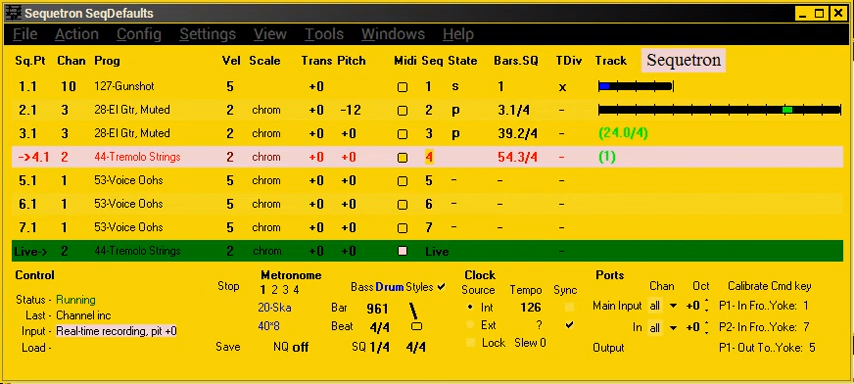 Sequetron SeqDefaults
File Action Config Settings View Tools Windows Help
Sq.Pt Chan Prog Vel Scale Trans Pitch Midi Seq State Bars.SQ TDiv Track Sequetron
1.1 10 127-Gunshot 5 +0 1 s 1 x
2.1 3 28-El Gtr, Muted 2 chrom +0 -12 2 p 3.1/4 -
3.1 3 28-El Gtr, Muted 2 chrom +0 +0 3 p 39.2/4 - (24.0/4)
->4.1 2 44-Tremolo Strings 2 chrom +0 +0 4 54.3/4 - (1)
5.1 1 53-Voice Oohs 5 chrom +0 +0 5 - - -
6.1 1 53-Voice Oohs 5 chrom +0 +0 6 - - -
7.1 1 53-Voice Oohs 5 chrom +0 +0 7 - - -
Live-> 2 44-Tremolo Strings 2 chrom +0 +0 Live -
Control Metronome Clock Ports
Stop 1 2 3 4 Bass Drum Styles Source Tempo Sync Chan Oct Calibrate Cmd key
Status - Running 20-Ska Bar 961 Int 126 Main Input all +0 P1- In Fro..Yoke: 1
Last - Channel inc
Input - Real-time recording, pit +0 40*8 Beat 4/4 Ext ? In all +0 P2- In Fro..Yoke: 7
Load - Save NQ off SQ 1/4 4/4 Lock Slew 0 Output P1- Out To..Yoke: 5